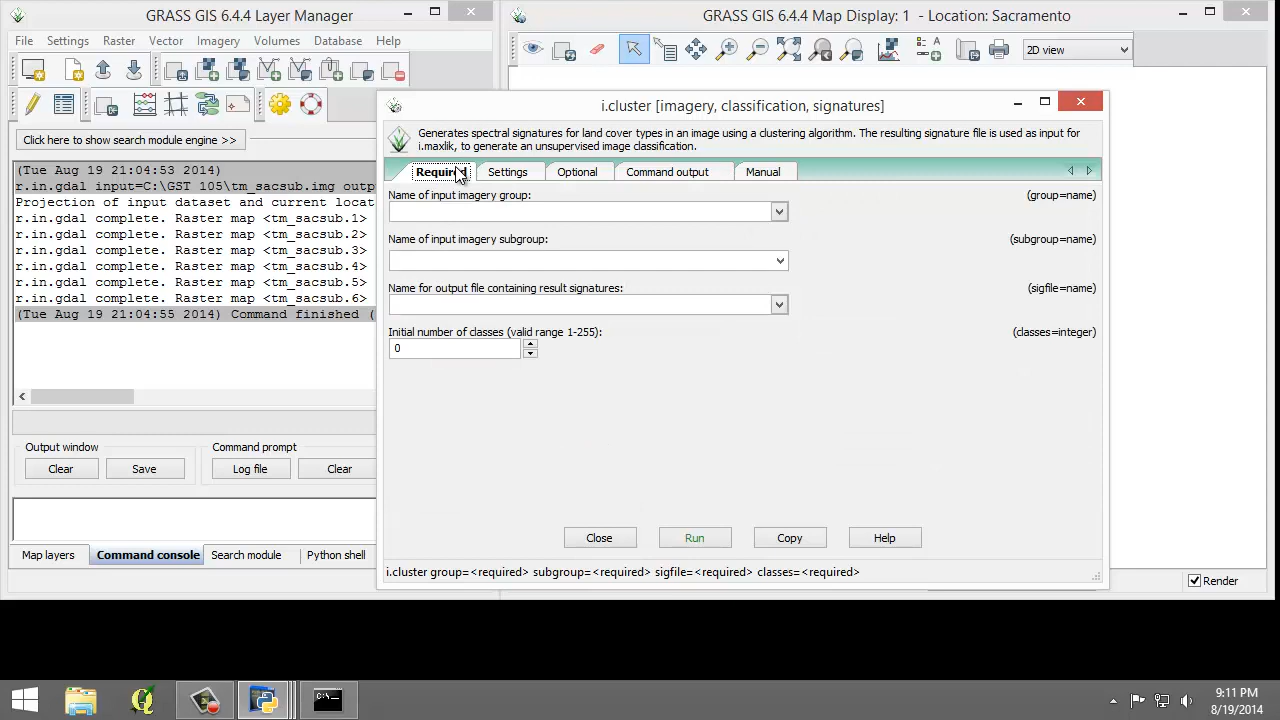 GRASS GIS 6.4.4 Layer Manager
GRASS GIS 6.4.4 Map Display: 1 - Location: Sacramento
File Settings Raster Vector Imagery Volumes Database Help
2D view
Click here to show search module engine >>
(Tue Aug 19 21:04:53 2014)
r.in.gdal input=C:\GST 105\tm_sacsub.img outp
Projection of input dataset and current locat
r.in.gdal complete. Raster map <tm_sacsub.1>
r.in.gdal complete. Raster map <tm_sacsub.2>
r.in.gdal complete. Raster map <tm_sacsub.3>
r.in.gdal complete. Raster map <tm_sacsub.4>
r.in.gdal complete. Raster map <tm_sacsub.5>
r.in.gdal complete. Raster map <tm_sacsub.6>
(Tue Aug 19 21:04:55 2014) Command finished (
Output window Command prompt
Clear Save Log file Clear
Map layers Command console Search module Python shell
i.cluster [imagery, classification, signatures]
Generates spectral signatures for land cover types in an image using a clustering algorithm. The resulting signature file is used as input for
i.maxlik, to generate an unsupervised image classification.
Required Settings Optional Command output Manual
Name of input imagery group: (group=name)
Name of input imagery subgroup: (subgroup=name)
Name for output file containing result signatures: (sigfile=name)
Initial number of classes (valid range 1-255): (classes=integer)
0
Close Run Copy Help
i.cluster group=<required> subgroup=<required> sigfile=<required> classes=<required>
Render
9:11 PM
8/19/2014